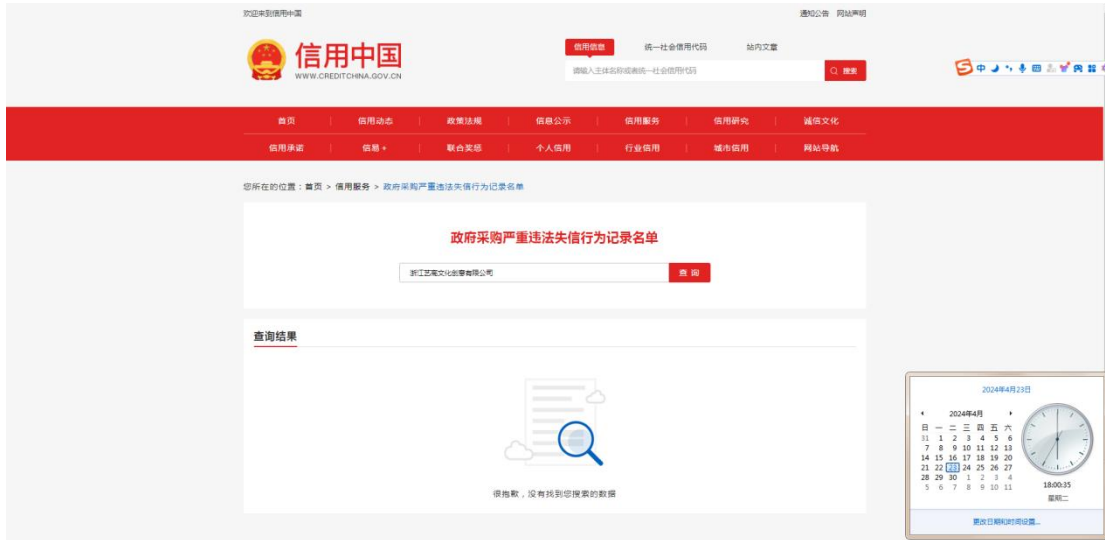 欢迎来到信用中国
通知公告 网站声明
信用中国
WWW.CREDITCHINA.GOV.CN
信用信息 统一社会信用代码 站内文章
请输入主体名称或者统一社会信用代码 搜索
中
首页 信用动态 政策法规 信息公示 信用服务 信用研究 诚信文化
信用承诺 信易+ 联合奖惩 个人信用 行业信用 城市信用 网站导航
您所在的位置：首页 > 信用服务 > 政府采购严重违法失信行为记录名单
政府采购严重违法失信行为记录名单
浙江艺高文化创意有限公司 查询
查询结果
很抱歉，没有找到您搜索的数据
2024年4月23日
2024年4月
日 一 二 三 四 五 六
31 1 2 3 4 5 6
7 8 9 10 11 12 13
14 15 16 17 18 19 20
21 22 23 24 25 26 27
28 29 30 1 2 3 4
5 6 7 8 9 10 11
18:00:35
星期二
更改日期和时间设置...